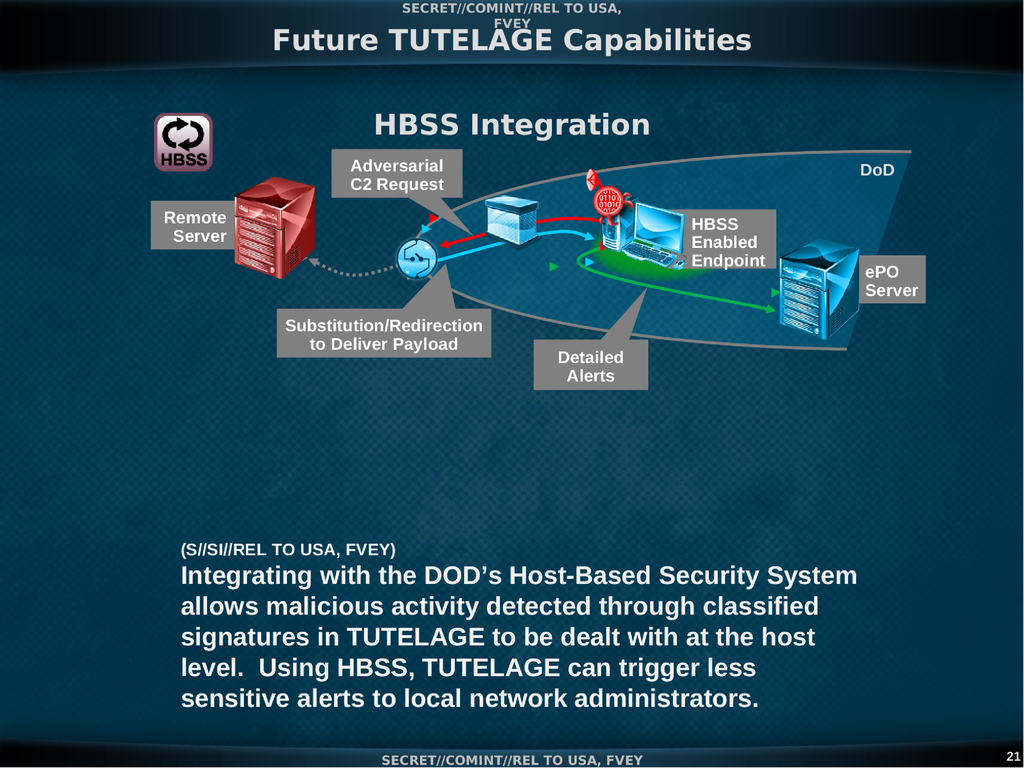 SECRET//COMINT//REL TO USA,
FVEY
Future TUTELAGE Capabilities
HBSS Integration
HBSS
Adversarial
C2 Request
DoD
Remote
Server
0110
0101
HBSS
Enabled
Endpoint
ePO
Server
Substitution/Redirection
to Deliver Payload
Detailed
Alerts
(S//SI//REL TO USA, FVEY)
Integrating with the DOD’s Host-Based Security System
allows malicious activity detected through classified
signatures in TUTELAGE to be dealt with at the host
level.  Using HBSS, TUTELAGE can trigger less
sensitive alerts to local network administrators.
SECRET//COMINT//REL TO USA, FVEY
21